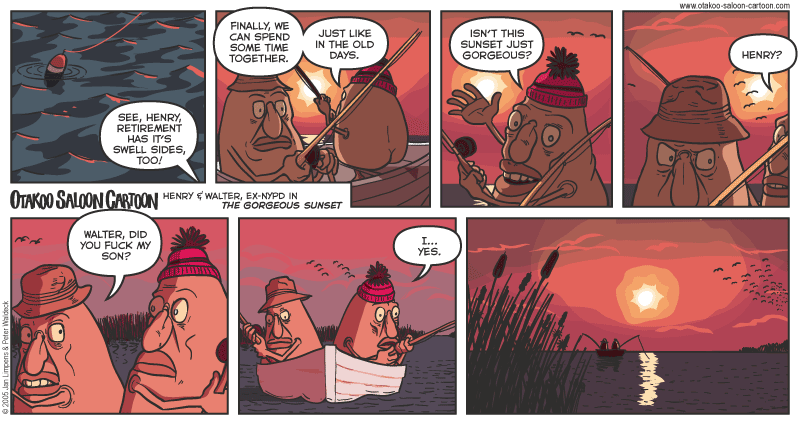 www.otakoo-saloon-cartoon.com
SEE, HENRY,
RETIREMENT
HAS IT'S
SWELL SIDES,
TOO!
FINALLY, WE
CAN SPEND
SOME TIME
TOGETHER.
JUST LIKE
IN THE OLD
DAYS.
ISN'T THIS
SUNSET JUST
GORGEOUS?
HENRY?
OTAKOO SALOON CARTOON
HENRY & WALTER, EX-NYPD IN
THE GORGEOUS SUNSET
WALTER, DID
YOU FUCK MY
SON?
I...
YES.
© 2005 Jan Limpens & Peter Waldeck